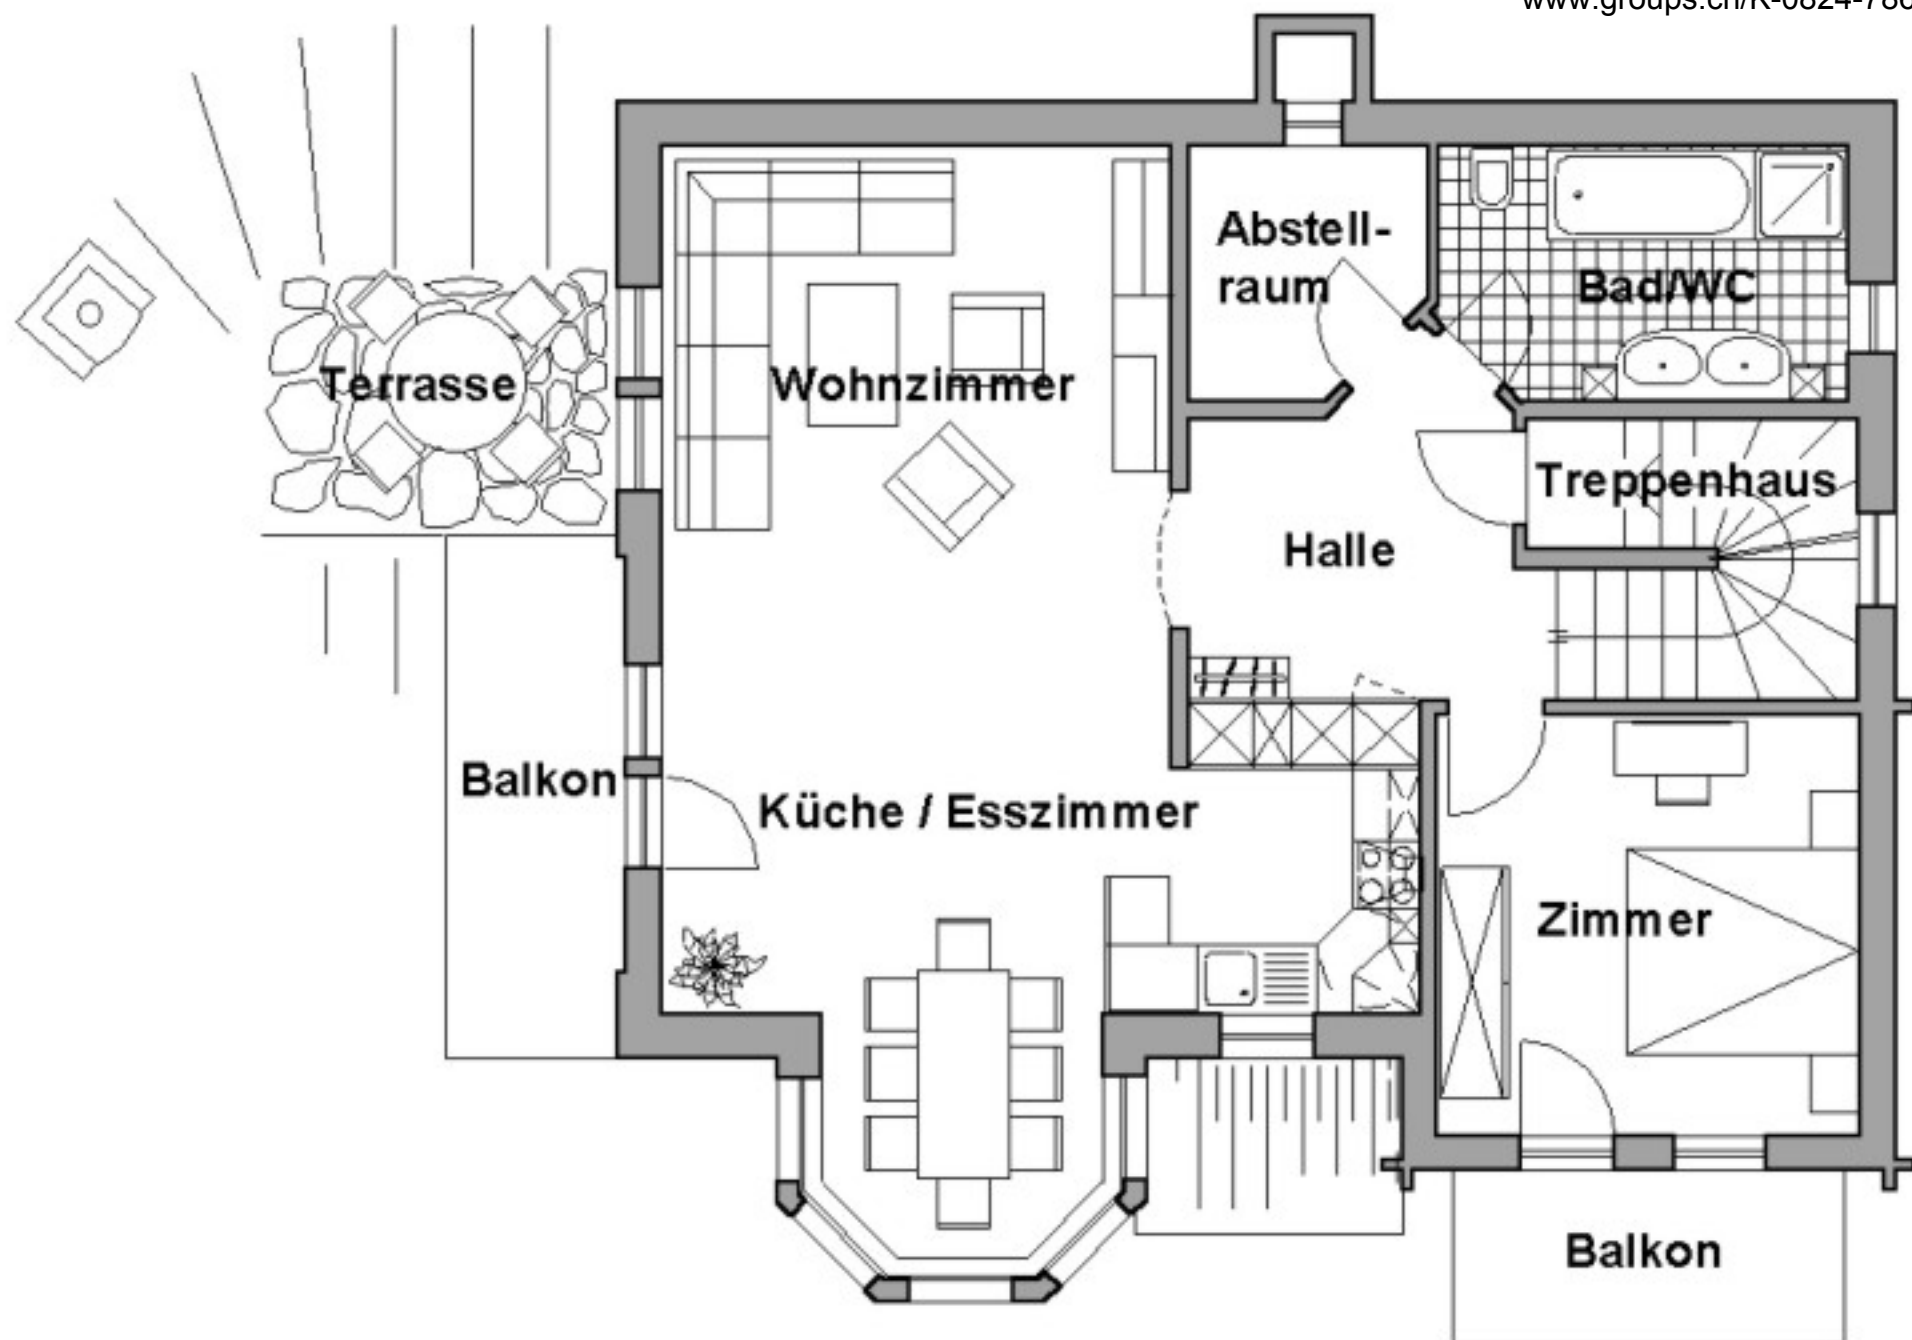 Abstell-
raum
Bad/WC
Terrasse
Wohnzimmer
Treppenhaus
Halle
Balkon
Küche / Esszimmer
Zimmer
Balkon